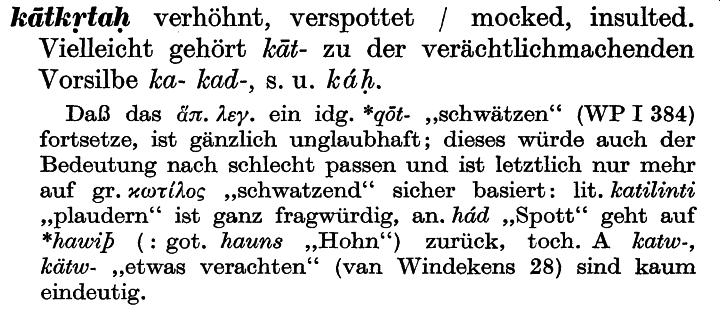 kātkṛtaḥ verhöhnt, verspottet / mocked, insulted.
Vielleicht gehört kāt- zu der verächtlichmachenden
Vorsilbe ka- kad-, s. u. káḥ.
Daß das ἅπ. λεγ. ein idg. *qōt- „schwätzen“ (WP I 384)
fortsetze, ist gänzlich unglaubhaft; dieses würde auch der
Bedeutung nach schlecht passen und ist letztlich nur mehr
auf gr. κωτίλος „schwatzend“ sicher basiert: lit. katilinti
„plaudern“ ist ganz fragwürdig, an. hád „Spott“ geht auf
*hawiþ (: got. hauns „Hohn“) zurück, toch. A katw-,
kätw- „etwas verachten“ (van Windekens 28) sind kaum
eindeutig.